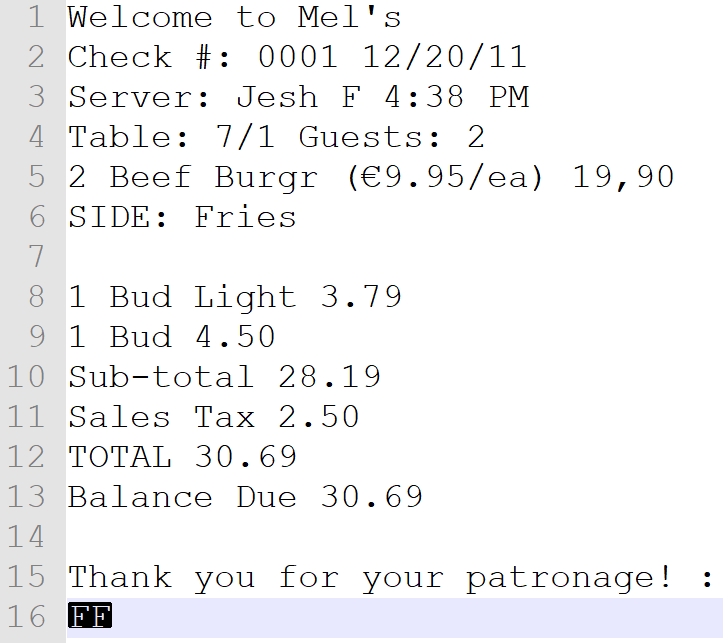 1 Welcome to Mel's
2 Check #: 0001 12/20/11
3 Server: Jesh F 4:38 PM
4 Table: 7/1 Guests: 2
5 2 Beef Burgr (€9.95/ea) 19,90
6 SIDE: Fries
7
8 1 Bud Light 3.79
9 1 Bud 4.50
10 Sub-total 28.19
11 Sales Tax 2.50
12 TOTAL 30.69
13 Balance Due 30.69
14
15 Thank you for your patronage! :
16 FF